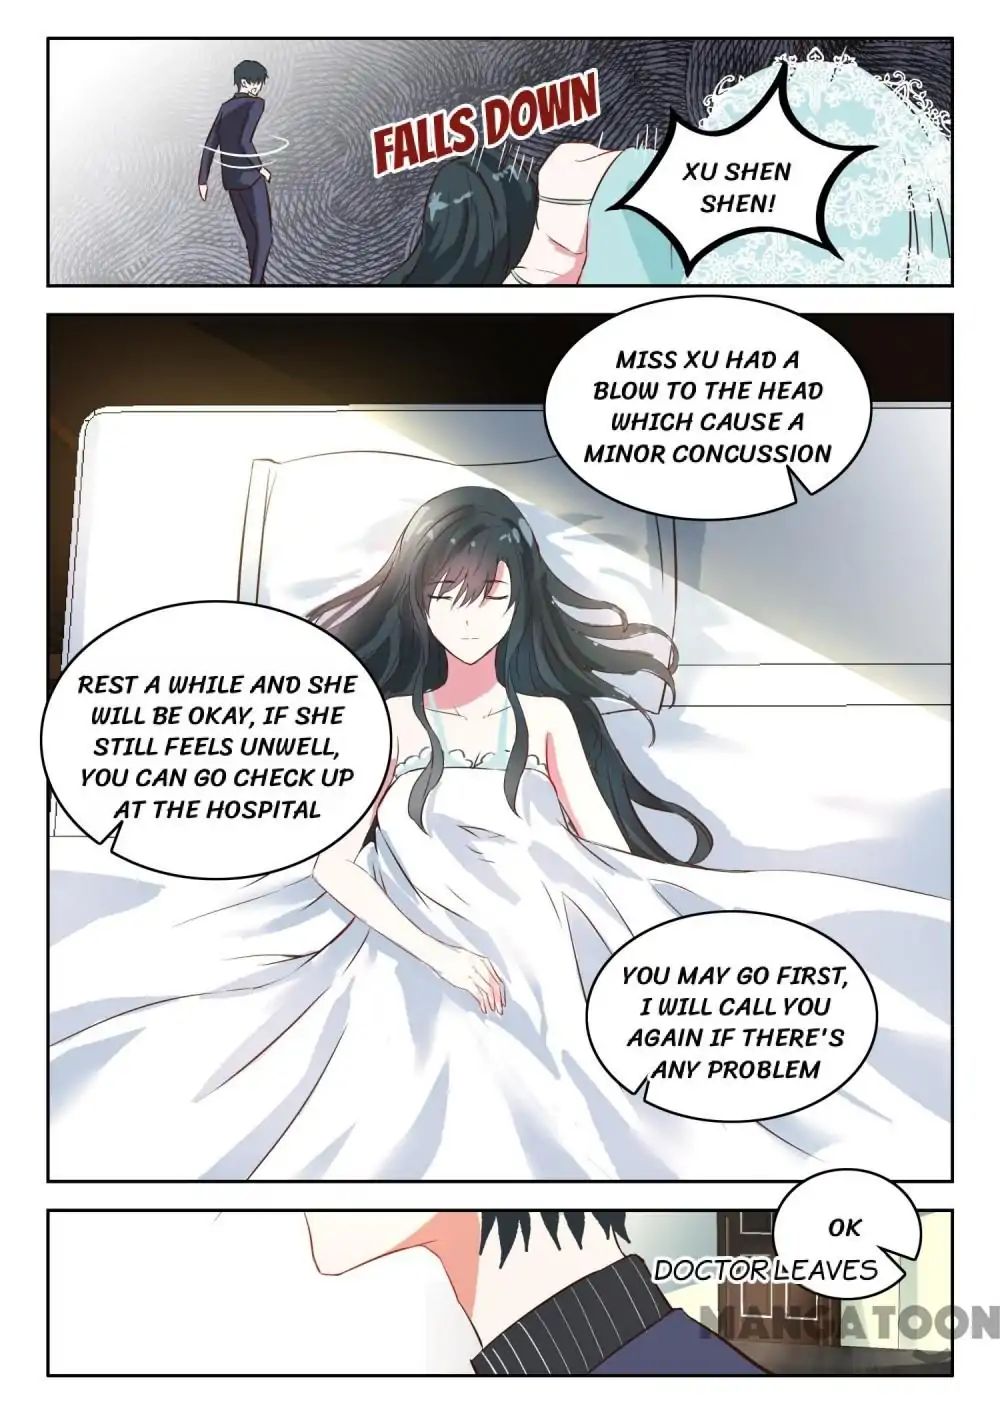 FALLS DOWN
XU SHEN
SHEN!
MISS XU HAD A
BLOW TO THE HEAD
WHICH CAUSE A
MINOR CONCUSSION
REST A WHILE AND SHE
WILL BE OKAY, IF SHE
STILL FEELS UNWELL,
YOU CAN GO CHECK UP
AT THE HOSPITAL
YOU MAY GO FIRST,
I WILL CALL YOU
AGAIN IF THERE'S
ANY PROBLEM
OK
DOCTOR LEAVES
MANGATOON